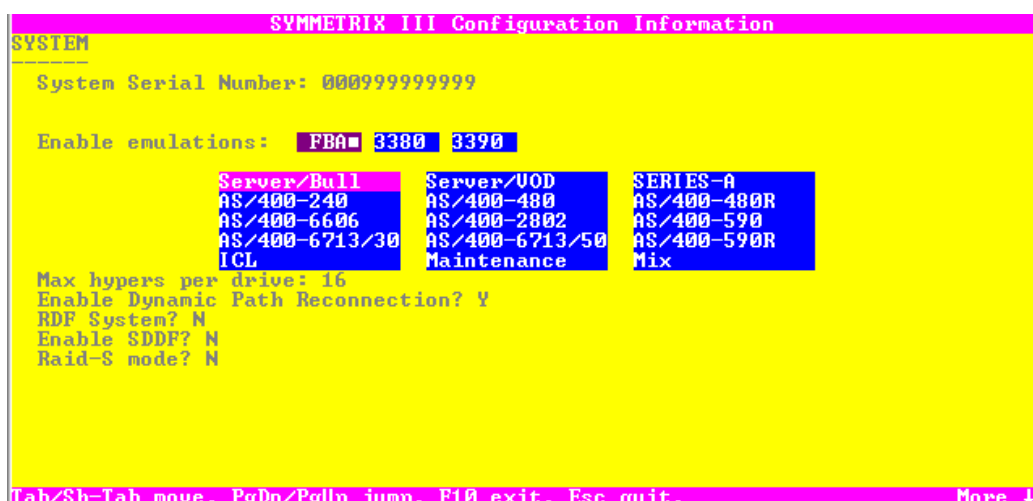 SYMMETRIX III Configuration Information
SYSTEM
------
System Serial Number: 000999999999
Enable emulations: FBA■ 3380 3390
Server/Bull Server/VOD SERIES-A
AS/400-240 AS/400-480 AS/400-480R
AS/400-6606 AS/400-2802 AS/400-590
AS/400-6713/30 AS/400-6713/50 AS/400-590R
ICL Maintenance Mix
Max hypers per drive: 16
Enable Dynamic Path Reconnection? Y
RDF System? N
Enable SDDF? N
Raid-S mode? N
Tab/Sh-Tab move. PgDn/PgUp jump. F10 exit. Esc quit. More ↓